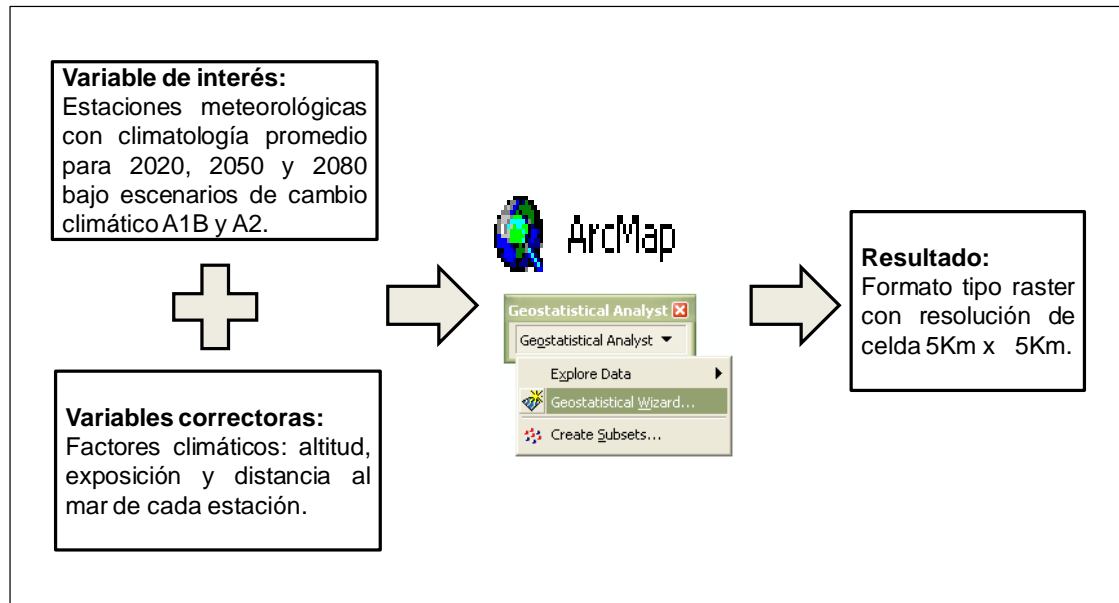 Variable de interés:
Estaciones meteorológicas
con climatología promedio
para 2020, 2050 y 2080
bajo escenarios de cambio
climático A1B y A2.
Variables correctoras:
Factores climáticos: altitud,
exposición y distancia al
mar de cada estación.
ArcMap
Geostatistical Analyst
Geostatistical Analyst
Explore Data
Geostatistical Wizard...
Create Subsets...
Resultado:
Formato tipo raster
con resolución de
celda 5Km x 5Km.